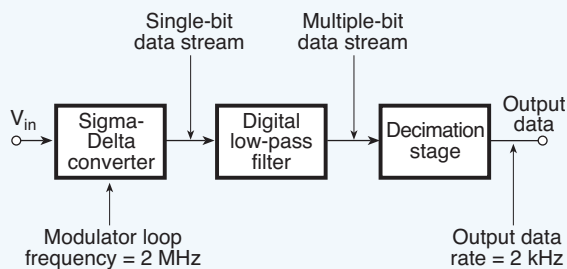 Single-bit
data stream
Multiple-bit
data stream
V_in
Sigma-
Delta
converter
Digital
low-pass
filter
Decimation
stage
Output
data
Modulator loop
frequency = 2 MHz
Output data
rate = 2 kHz